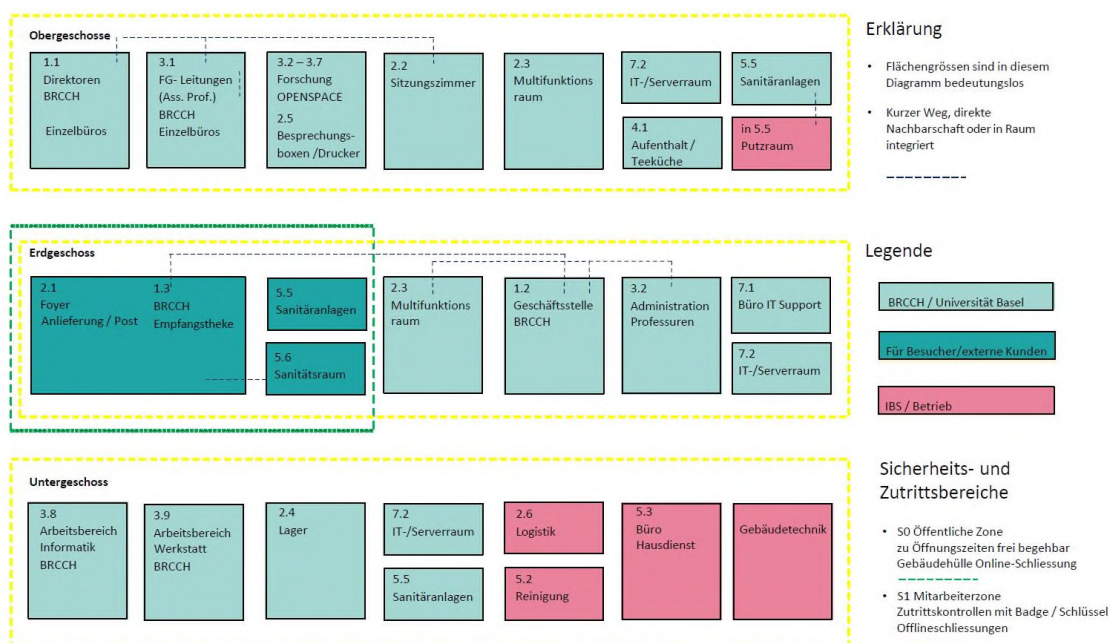 Obergeschosse
1.1
Direktoren
BRCCH
Einzelbüros
3.1
FG- Leitungen
(Ass. Prof.)
BRCCH
Einzelbüros
3.2 – 3.7
Forschung
OPENSPACE
2.5
Besprechungs-
boxen /Drucker
2.2
Sitzungszimmer
2.3
Multifunktions
raum
7.2
IT-/Serverraum
4.1
Aufenthalt /
Teeküche
5.5
Sanitäranlagen
in 5.5
Putzraum
Erklärung
• Flächengrössen sind in diesem
Diagramm bedeutungslos
• Kurzer Weg, direkte
Nachbarschaft oder in Raum
integriert
Erdgeschoss
2.1
Foyer
Anlieferung / Post
1.3
BRCCH
Empfangstheke
5.5
Sanitäranlagen
5.6
Sanitätsraum
2.3
Multifunktions
raum
1.2
Geschäftsstelle
BRCCH
3.2
Administration
Professuren
7.1
Büro IT Support
7.2
IT-/Serverraum
Legende
BRCCH / Universität Basel
Für Besucher/externe Kunden
IBS / Betrieb
Untergeschoss
3.8
Arbeitsbereich
Informatik
BRCCH
3.9
Arbeitsbereich
Werkstatt
BRCCH
2.4
Lager
7.2
IT-/Serverraum
5.5
Sanitäranlagen
2.6
Logistik
5.2
Reinigung
5.3
Büro
Hausdienst
Gebäudetechnik
Sicherheits- und
Zutrittsbereiche
• S0 Öffentliche Zone
zu Öffnungszeiten frei begehbar
Gebäudehülle Online-Schliessung
• S1 Mitarbeiterzone
Zutrittskontrollen mit Badge / Schlüssel
Offlineschliessungen